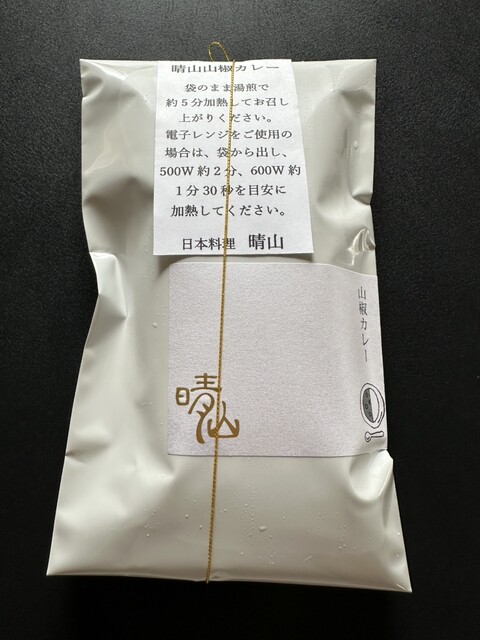 晴山山椒カレー
袋のまま湯煎で
約5分加熱してお召し
上がりください。
電子レンジをご使用の
場合は、袋から出し、
500W 約2分、600W 約
1分30秒を目安に
加熱してください。
日本料理 晴山
山椒カレー
晴山